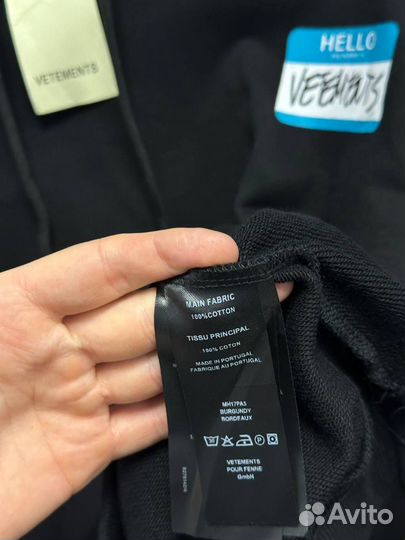 VETEMENTS
HELLO
VETEMENTS
MAIN FABRIC
100%COTTON
TISSU PRINCIPAL
100% COTTON
MADE IN PORTUGAL
FABRIQUE AU PORTUGAL
MH17PA5
BURGUNDY
BORDEAUX
VETEMENTS
POUR FENNE
GmbH
Avito